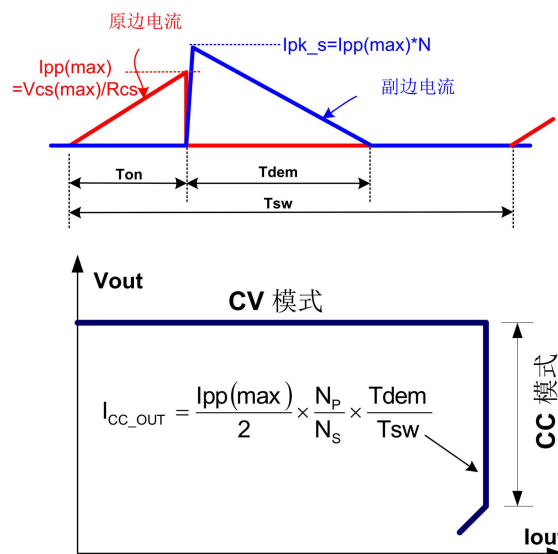 原边电流
Ipk_s=Ipp(max)*N
Ipp(max)
=Vcs(max)/Rcs
副边电流
Ton
Tdem
Tsw
Vout
CV 模式
I_CC_OUT = Ipp(max)/2 × N_P/N_S × Tdem/Tsw
CC 模式
Iou